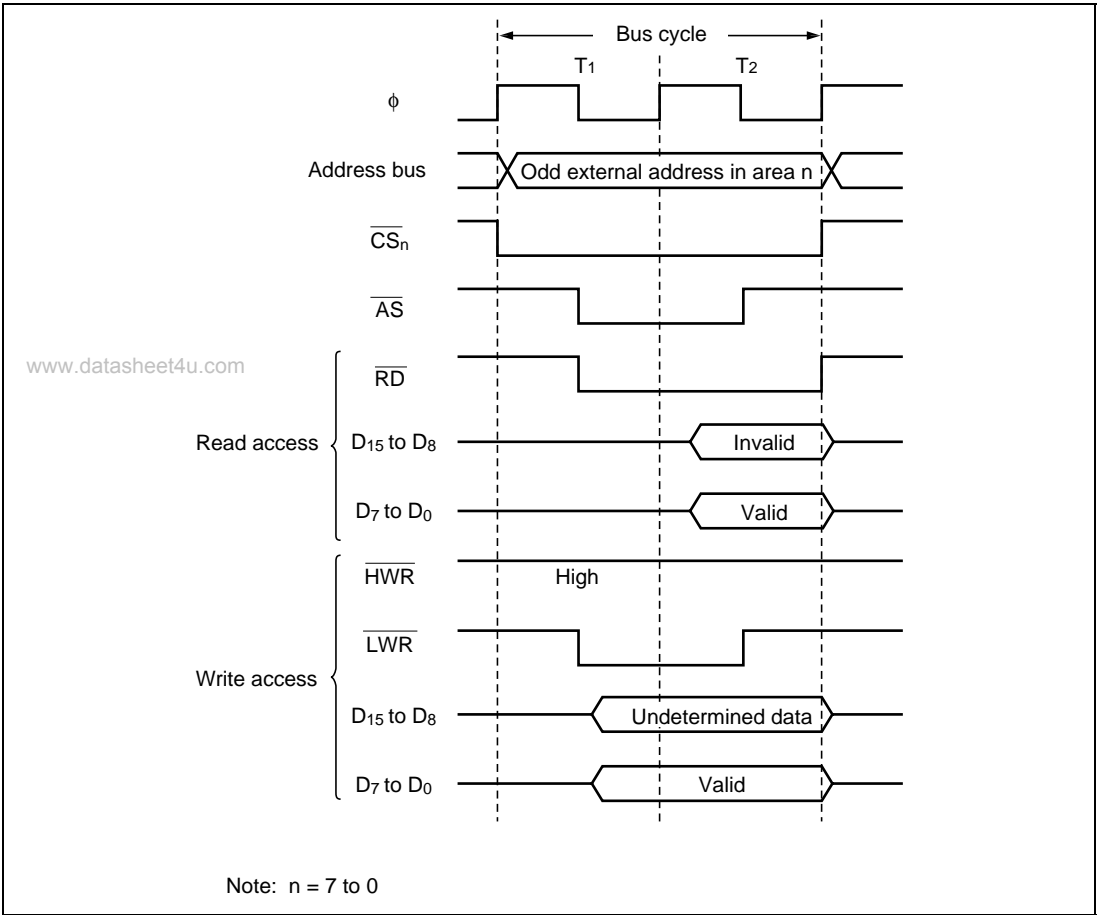 Bus cycle
T1 T2
φ
Address bus Odd external address in area n
CSn
AS
www.datasheet4u.com
RD
Read access D15 to D8 Invalid
D7 to D0 Valid
HWR High
LWR
Write access
D15 to D8 Undetermined data
D7 to D0 Valid
Note: n = 7 to 0